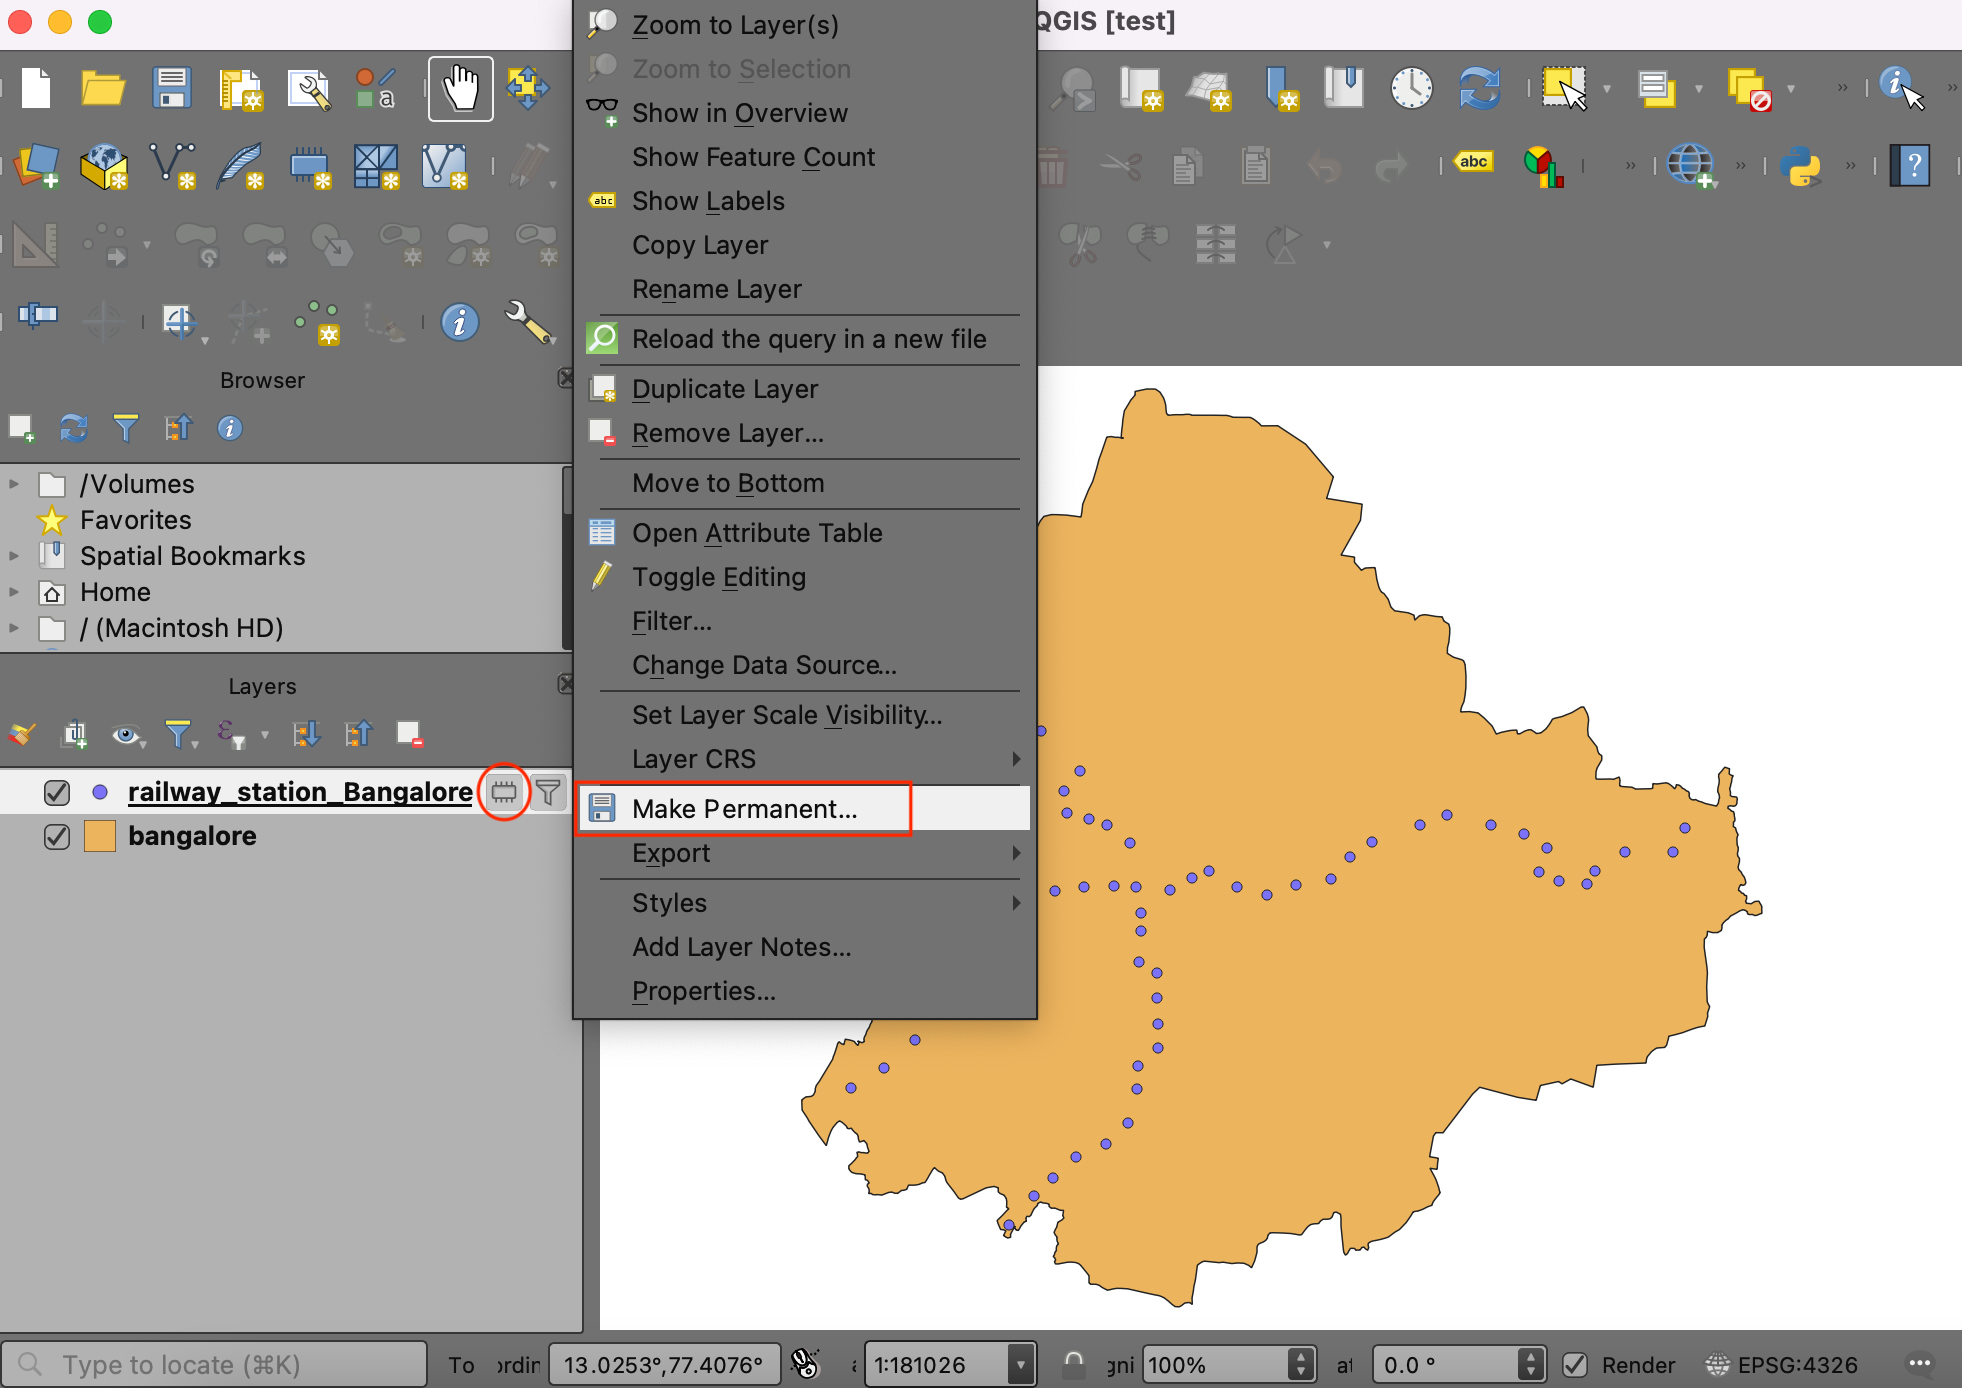 QGIS [test]
Zoom to Layer(s)
Zoom to Selection
Show in Overview
Show Feature Count
abc Show Labels
Copy Layer
Rename Layer
Reload the query in a new file
Duplicate Layer
Remove Layer...
Move to Bottom
Open Attribute Table
Toggle Editing
Filter...
Change Data Source...
Set Layer Scale Visibility...
Layer CRS
Make Permanent...
Export
Styles
Add Layer Notes...
Properties...
a
abc
Browser
/Volumes
Favorites
Spatial Bookmarks
Home
/ (Macintosh HD)
Layers
railway_station_Bangalore
bangalore
Type to locate (⌘K)
To
ordin
13.0253°,77.4076°
1:181026
gni
100%
0.0 °
Render
EPSG:4326